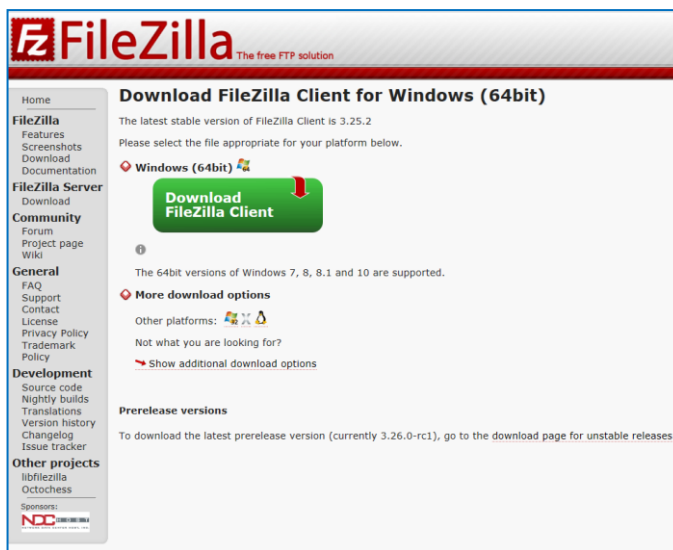 Fz FileZilla The free FTP solution
Home
FileZilla
Features
Screenshots
Download
Documentation
FileZilla Server
Download
Community
Forum
Project page
Wiki
General
FAQ
Support
Contact
License
Privacy Policy
Trademark
Policy
Development
Source code
Nightly builds
Translations
Version history
Changelog
Issue tracker
Other projects
libfilezilla
Octochess
Sponsors:
NDC HOST
Download FileZilla Client for Windows (64bit)
The latest stable version of FileZilla Client is 3.25.2
Please select the file appropriate for your platform below.
Windows (64bit) 64
Download
FileZilla Client
The 64bit versions of Windows 7, 8, 8.1 and 10 are supported.
More download options
Other platforms:
Not what you are looking for?
Show additional download options
Prerelease versions
To download the latest prerelease version (currently 3.26.0-rc1), go to the download page for unstable releases